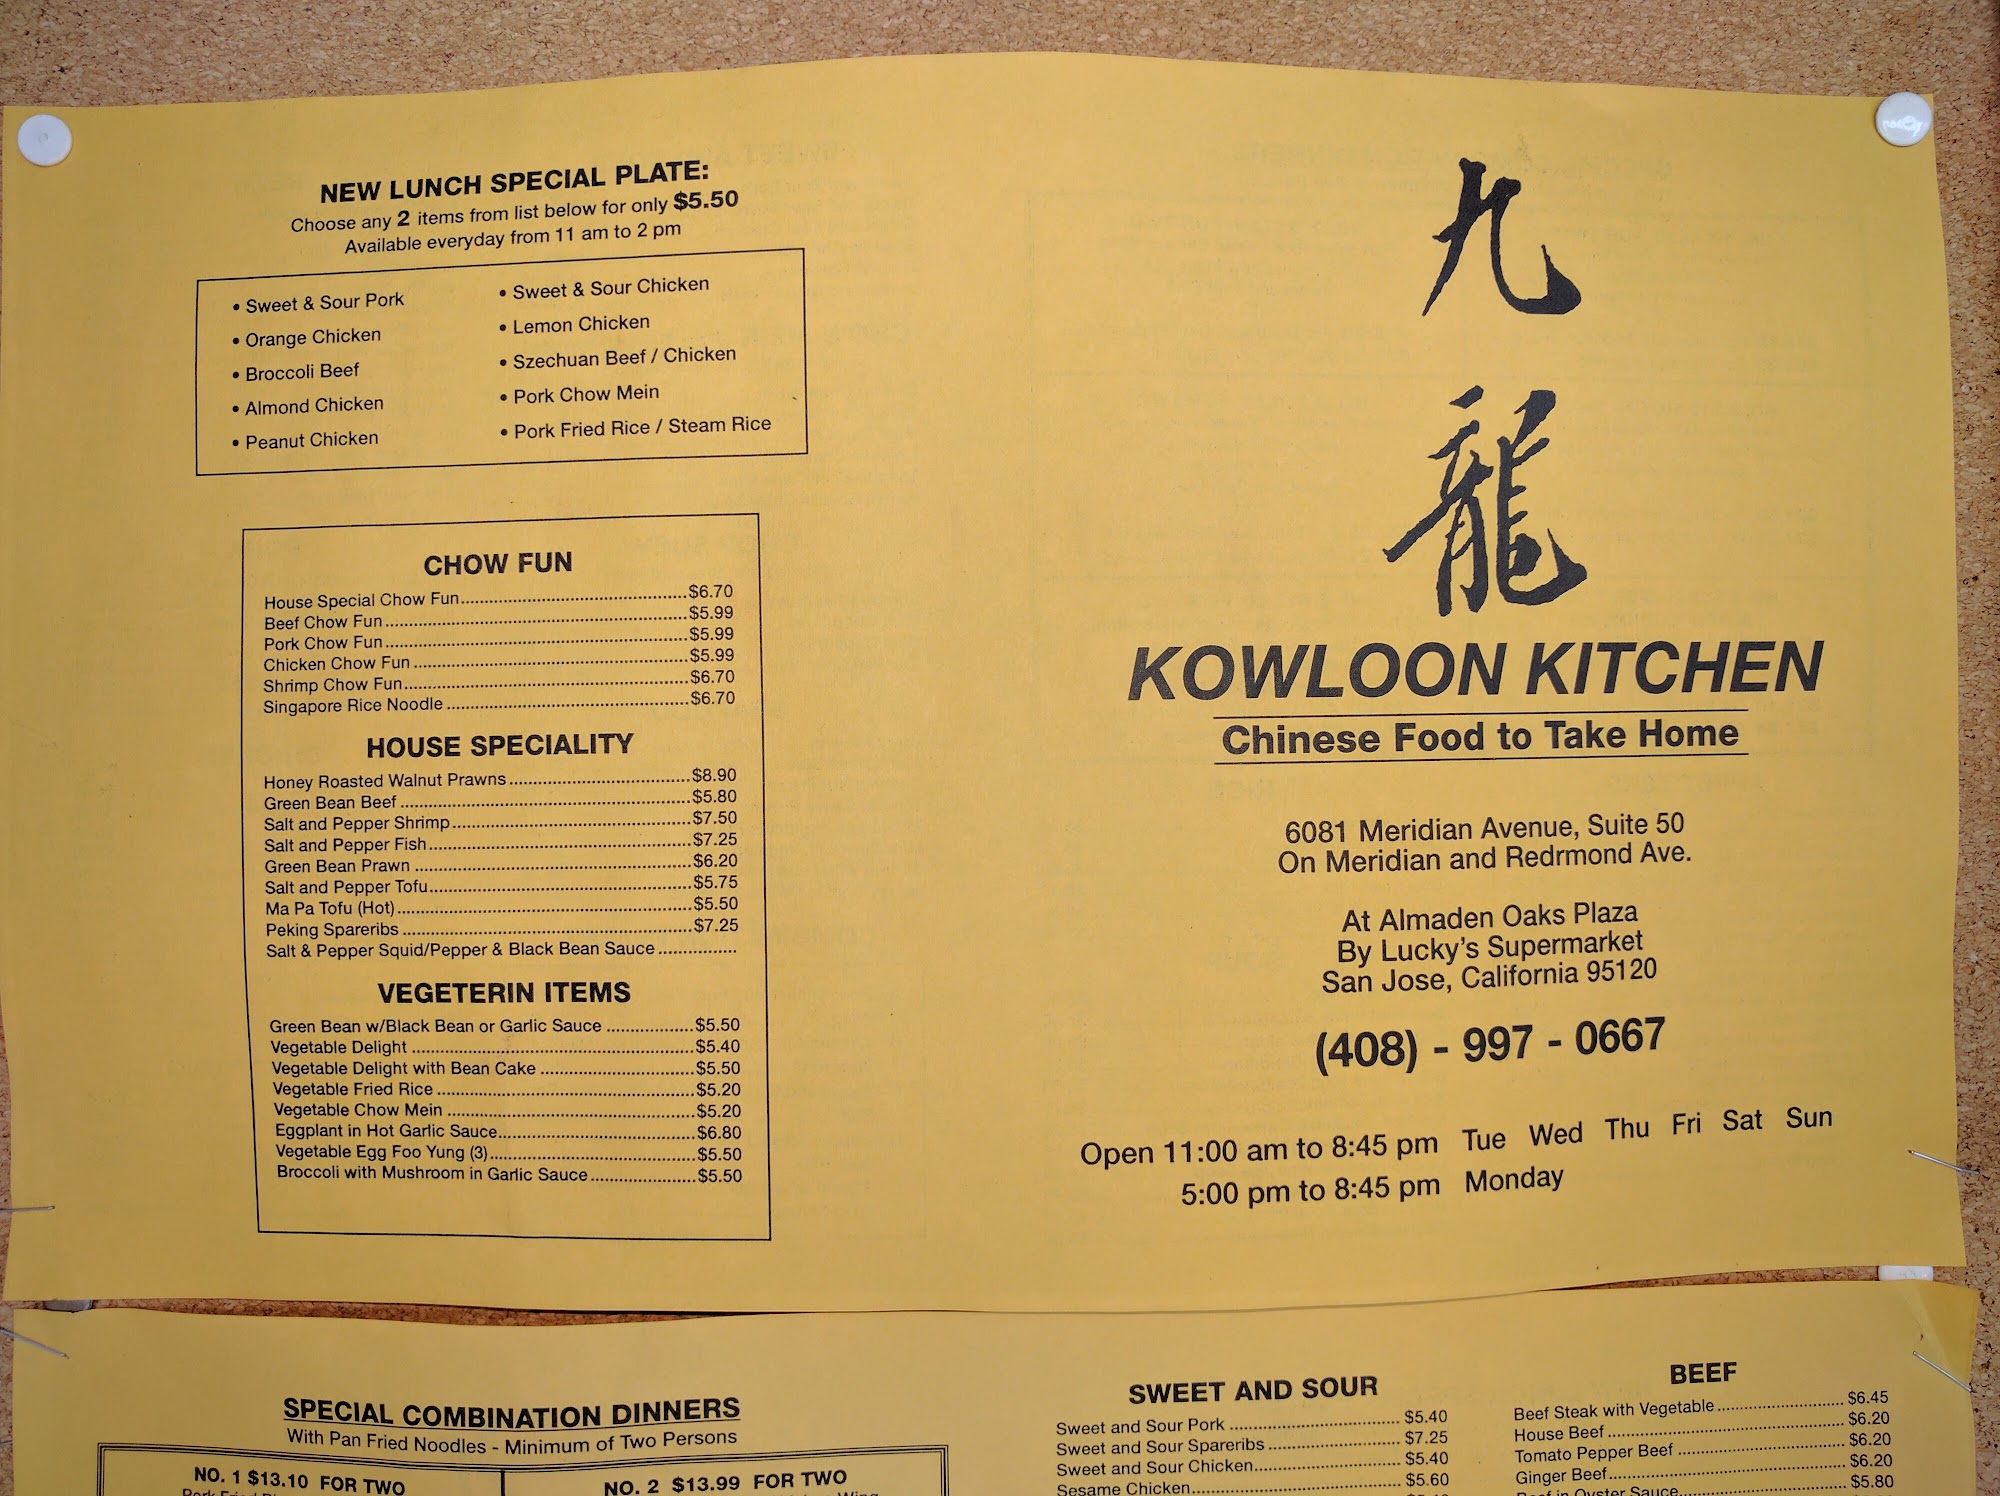 NEW LUNCH SPECIAL PLATE:
Choose any 2 items from list below for only $5.50
Available everyday from 11 am to 2 pm
• Sweet & Sour Pork
• Orange Chicken
• Broccoli Beef
• Almond Chicken
• Peanut Chicken
• Sweet & Sour Chicken
• Lemon Chicken
• Szechuan Beef / Chicken
• Pork Chow Mein
• Pork Fried Rice / Steam Rice
CHOW FUN
House Special Chow Fun $6.70
Beef Chow Fun $5.99
Pork Chow Fun $5.99
Chicken Chow Fun $5.99
Shrimp Chow Fun $6.70
Singapore Rice Noodle $6.70
HOUSE SPECIALITY
Honey Roasted Walnut Prawns $8.90
Green Bean Beef $5.80
Salt and Pepper Shrimp $7.50
Salt and Pepper Fish $7.25
Green Bean Prawn $6.20
Salt and Pepper Tofu $5.75
Ma Pa Tofu (Hot) $5.50
Peking Spareribs $7.25
Salt & Pepper Squid/Pepper & Black Bean Sauce
VEGETERIN ITEMS
Green Bean w/Black Bean or Garlic Sauce $5.50
Vegetable Delight $5.40
Vegetable Delight with Bean Cake $5.50
Vegetable Fried Rice $5.20
Vegetable Chow Mein $5.20
Eggplant in Hot Garlic Sauce $6.80
Vegetable Egg Foo Yung (3) $5.50
Broccoli with Mushroom in Garlic Sauce $5.50
九
龍
KOWLOON KITCHEN
Chinese Food to Take Home
6081 Meridian Avenue, Suite 50
On Meridian and Redrmond Ave.
At Almaden Oaks Plaza
By Lucky's Supermarket
San Jose, California 95120
(408) - 997 - 0667
Open 11:00 am to 8:45 pm Tue Wed Thu Fri Sat Sun
5:00 pm to 8:45 pm Monday
SPECIAL COMBINATION DINNERS
With Pan Fried Noodles - Minimum of Two Persons
NO. 1 $13.10 FOR TWO
NO. 2 $13.99 FOR TWO
SWEET AND SOUR
Sweet and Sour Pork $5.40
Sweet and Sour Spareribs $7.25
Sweet and Sour Chicken $5.40
Sesame Chicken $5.60
BEEF
Beef Steak with Vegetable $6.45
House Beef $6.20
Tomato Pepper Beef $6.20
Ginger Beef $6.20
Beef in Oyster Sauce $5.80